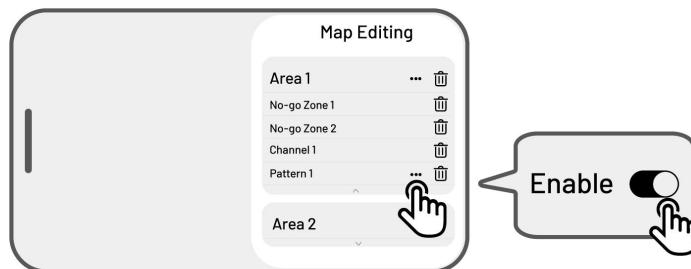 Map Editing
Area 1
No-go Zone 1
No-go Zone 2
Channel 1
Pattern 1
Area 2
Enable